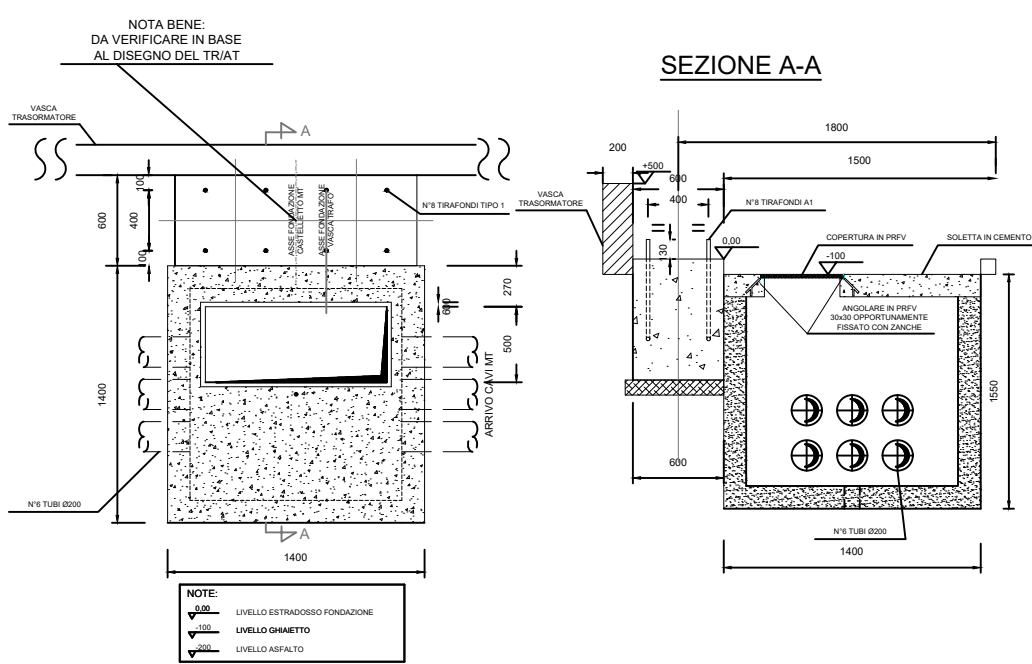 NOTA BENE:
DA VERIFICARE IN BASE
AL DISEGNO DEL TR/AT
VASCA
TRASORMATORE
A
100
400
600
N°8 TIRAFONDI TIPO 1
ASSE FONDAZIONE
CASTELLETTO MT
ASSE FONDAZIONE
VASCA TRAFO
270
500
1400
ARRIVO CAVI MT
N°6 TUBI Ø200
A
1400
NOTE:
0,00 LIVELLO ESTRADOSSO FONDAZIONE
-100 LIVELLO GHIAIETTO
-200 LIVELLO ASFALTO
SEZIONE A-A
1800
200
1500
+500
600
400
VASCA
TRASORMATORE
N°8 TIRAFONDI A1
130
0,00
COPERTURA IN PRFV
SOLETTA IN CEMENTO
-100
ANGOLARE IN PRFV
30x30 OPPORTUNAMENTE
FISSATO CON ZANCHE
1550
600
N°6 TUBI Ø200
1400